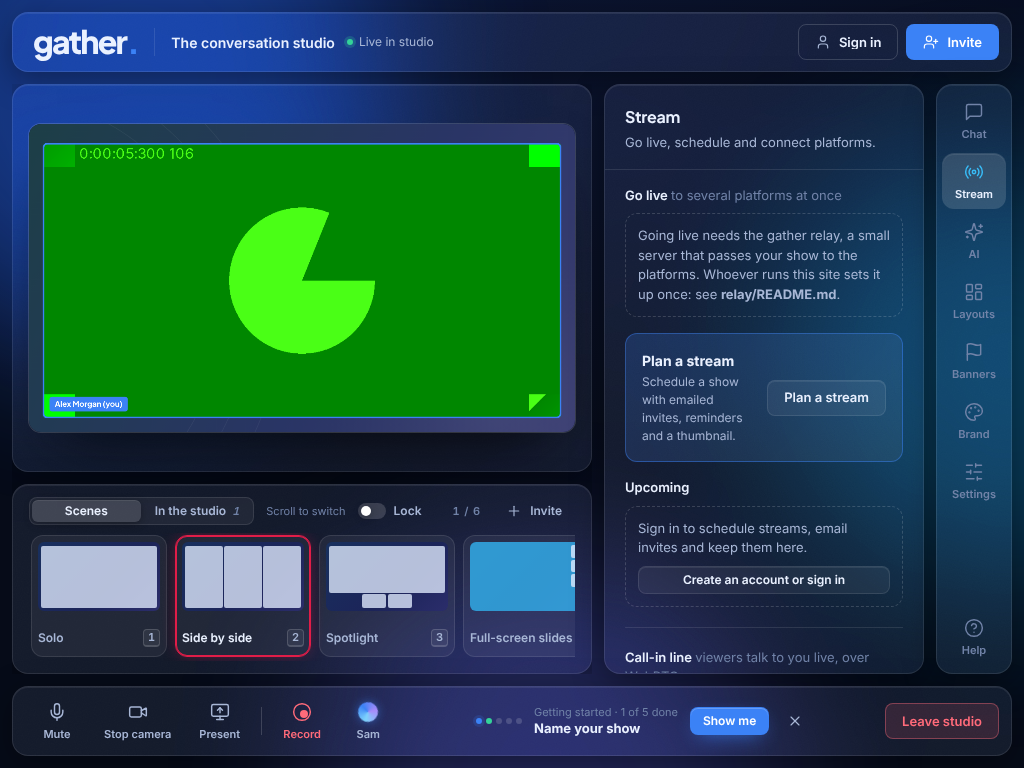 gather.
The conversation studio
Live in studio
Sign in
Invite
0:00:05:300 106
Alex Morgan (you)
Scenes
In the studio 1
Scroll to switch
Lock
1 / 6
Invite
Solo
1
Side by side
2
Spotlight
3
Full-screen slides
Stream
Go live, schedule and connect platforms.
Go live to several platforms at once
Going live needs the gather relay, a small
server that passes your show to the
platforms. Whoever runs this site sets it
up once: see relay/README.md.
Plan a stream
Schedule a show
with emailed
invites, reminders
and a thumbnail.
Plan a stream
Upcoming
Sign in to schedule streams, email
invites and keep them here.
Create an account or sign in
Call-in line viewers talk to you live, over
Chat
Stream
AI
Layouts
Banners
Brand
Settings
Help
Mute
Stop camera
Present
Record
Sam
Getting started · 1 of 5 done
Name your show
Show me
Leave studio